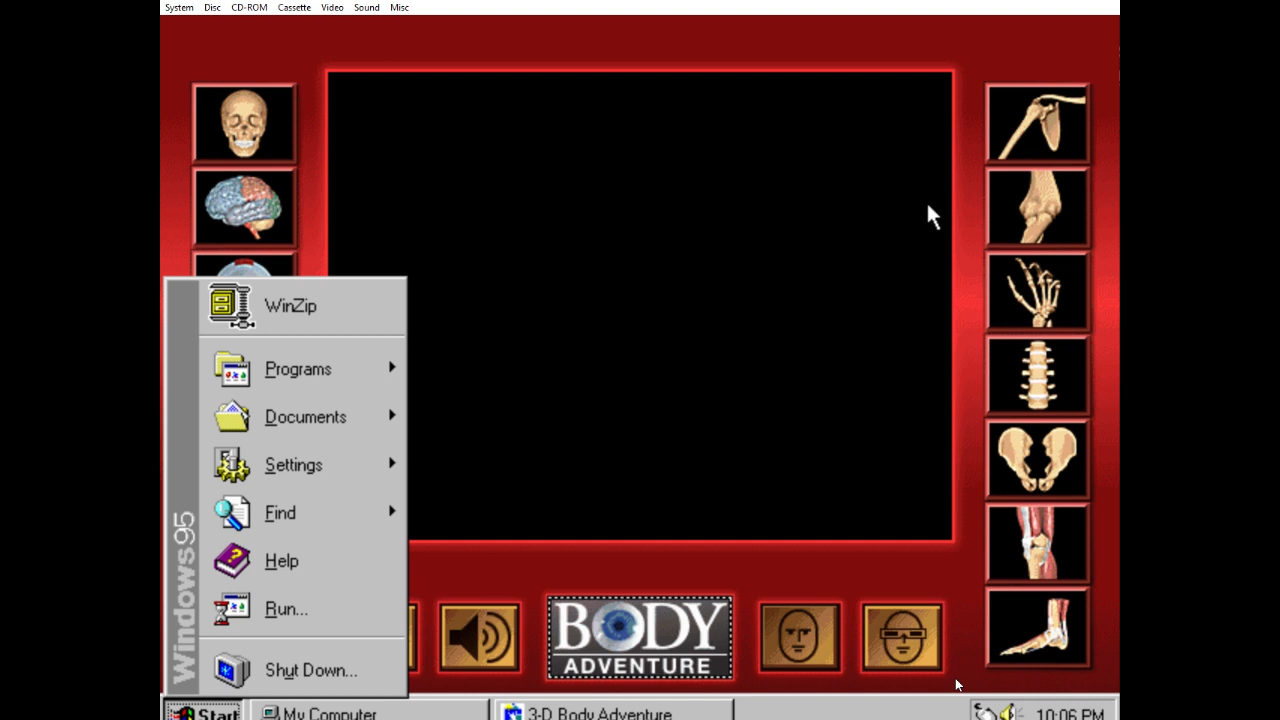 System Disc CD-ROM Cassette Video Sound Misc
WinZip
Programs
Documents
Settings
Find
Help
Run...
Shut Down...
Windows95
BODY
ADVENTURE
Start My Computer 3-D Body Adventure 10:06 PM